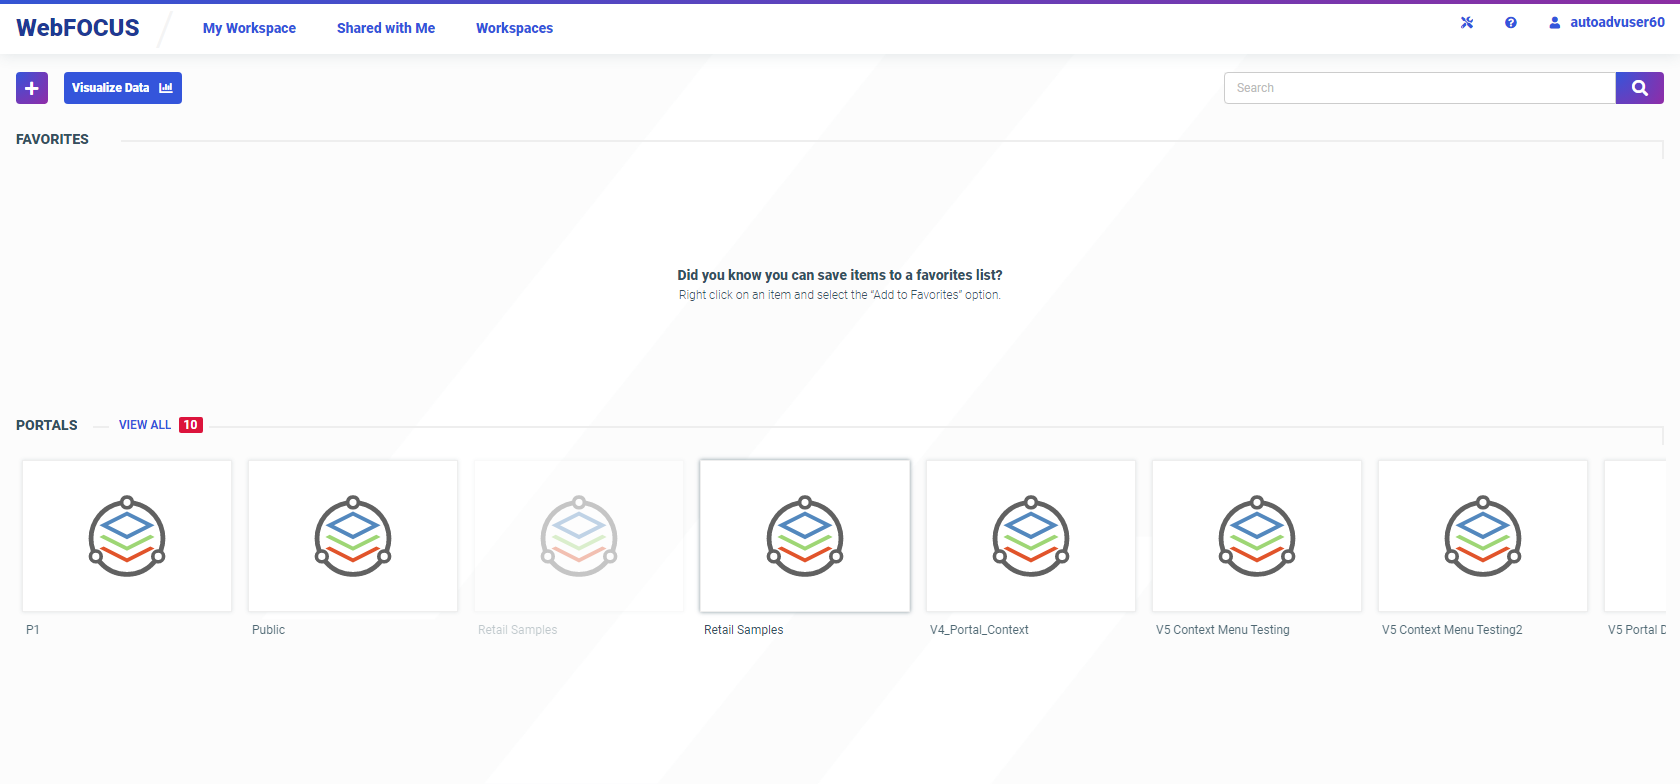 WebFOCUS
My Workspace
Shared with Me
Workspaces
autoadvuser60
Visualize Data
Search
FAVORITES
Did you know you can save items to a favorites list?
Right click on an item and select the “Add to Favorites” option.
PORTALS
VIEW ALL 10
P1
Public
Retail Samples
Retail Samples
V4_Portal_Context
V5 Context Menu Testing
V5 Context Menu Testing2
V5 Portal D